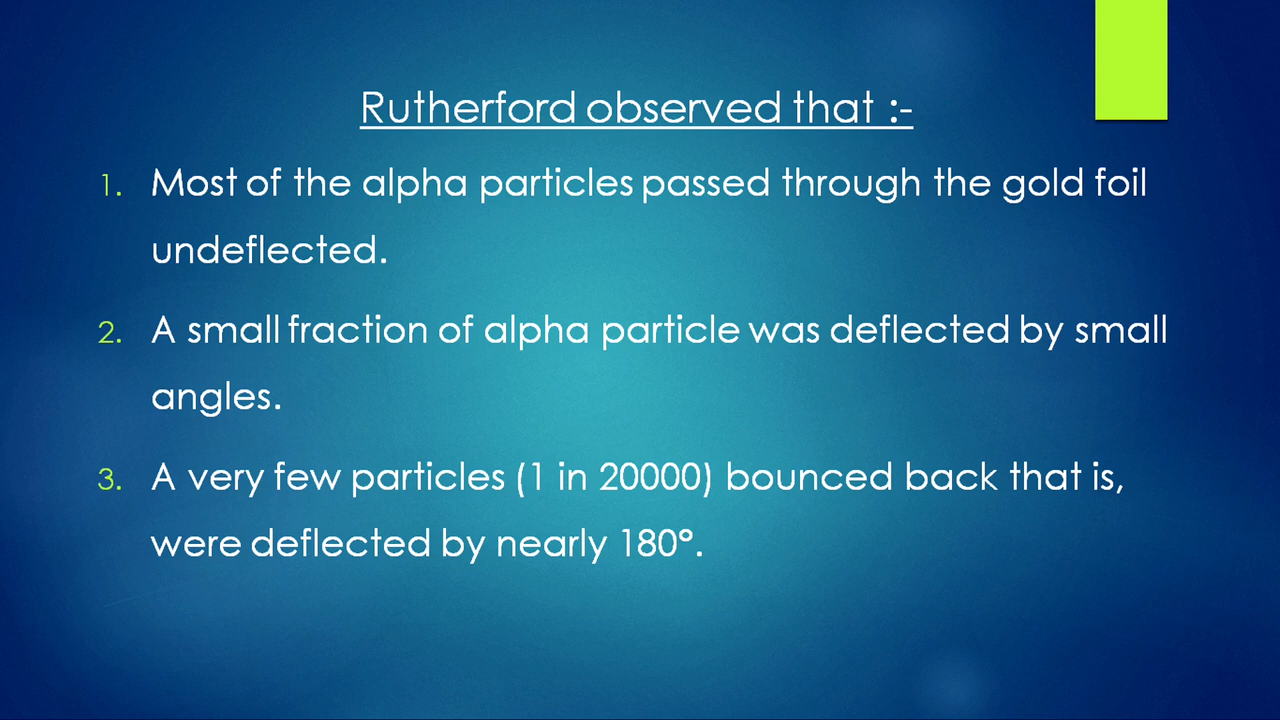 Rutherford observed that :-
1. Most of the alpha particles passed through the gold foil
undeflected.
2. A small fraction of alpha particle was deflected by small
angles.
3. A very few particles (1 in 20000) bounced back that is,
were deflected by nearly 180°.